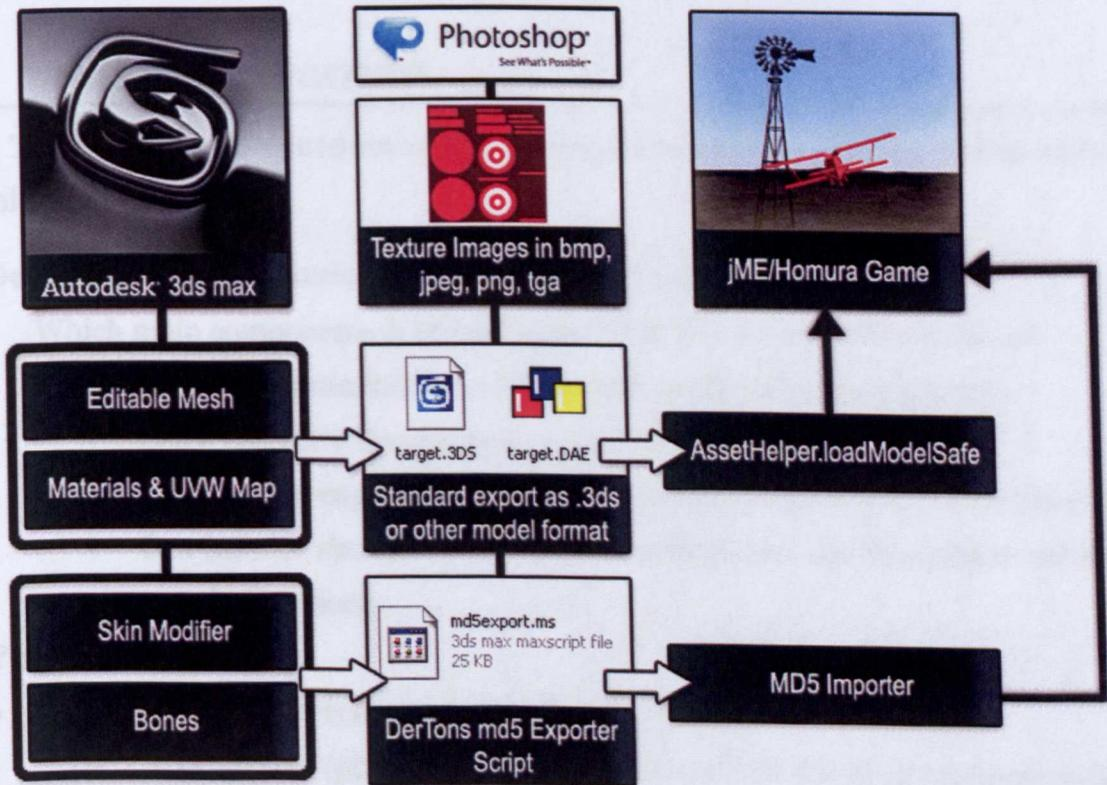 Photoshop
See What's Possible™
Autodesk 3ds max
Texture Images in bmp,
jpeg, png, tga
jME/Homura Game
Editable Mesh
Materials & UVW Map
target.3DS
target.DAE
Standard export as .3ds
or other model format
AssetHelper.loadModelSafe
Skin Modifier
Bones
md5export.ms
3ds max maxscript file
25 KB
DerTons md5 Exporter
Script
MD5 Importer